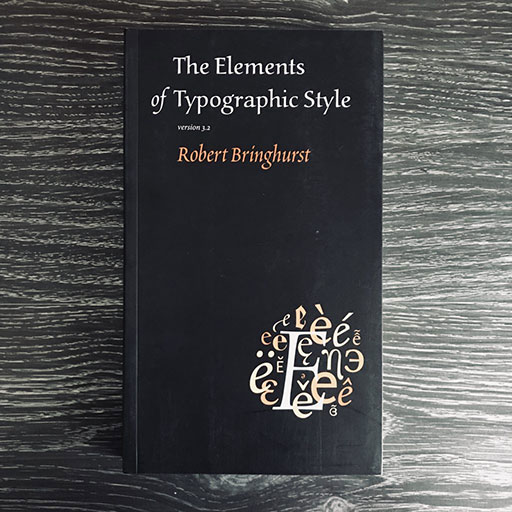 The Elements
of Typographic Style
version 3.2
Robert Bringhurst